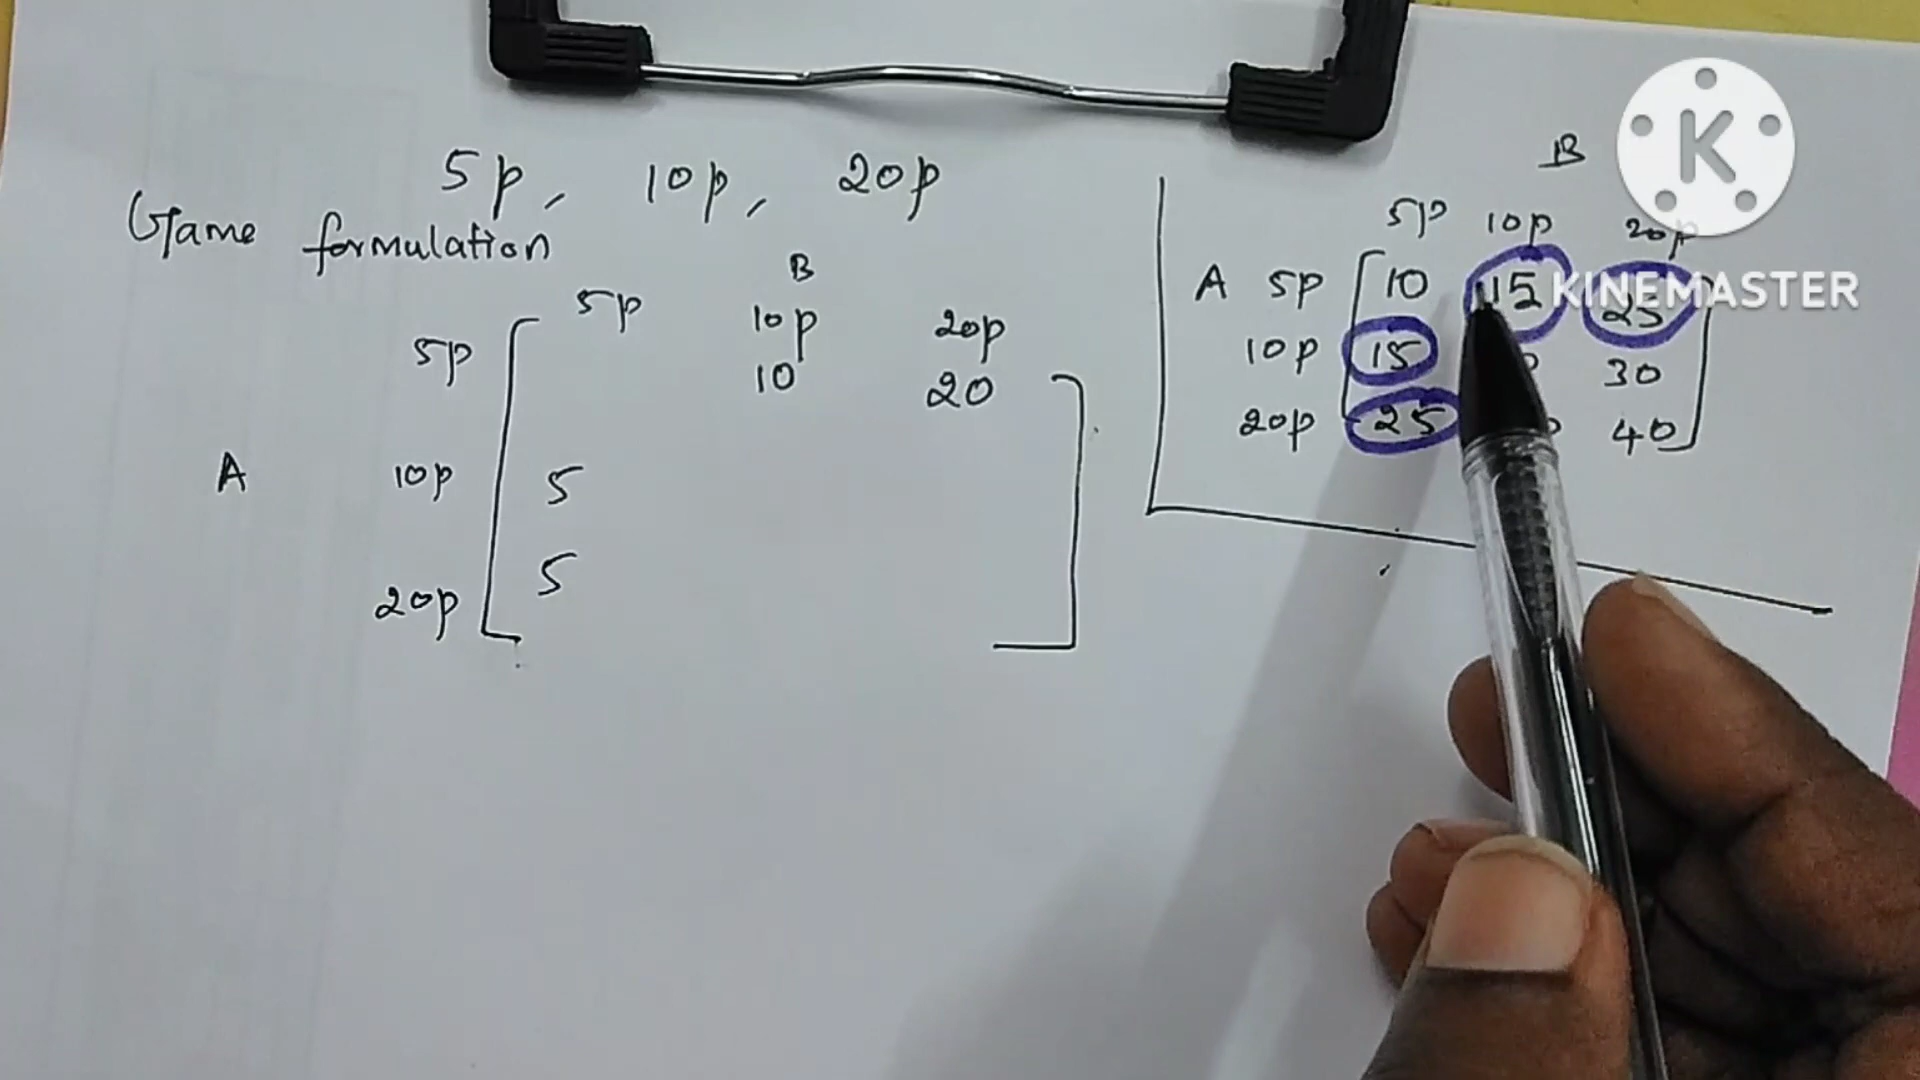 5p, 10p, 20p
Game formulation
B
5p 10p 20p
5p 10 20
A 10p 5
20p 5
B
5p 10p 20p
A 5p 10 15 25
10p 15 30
20p 25 40
K
KINEMASTER